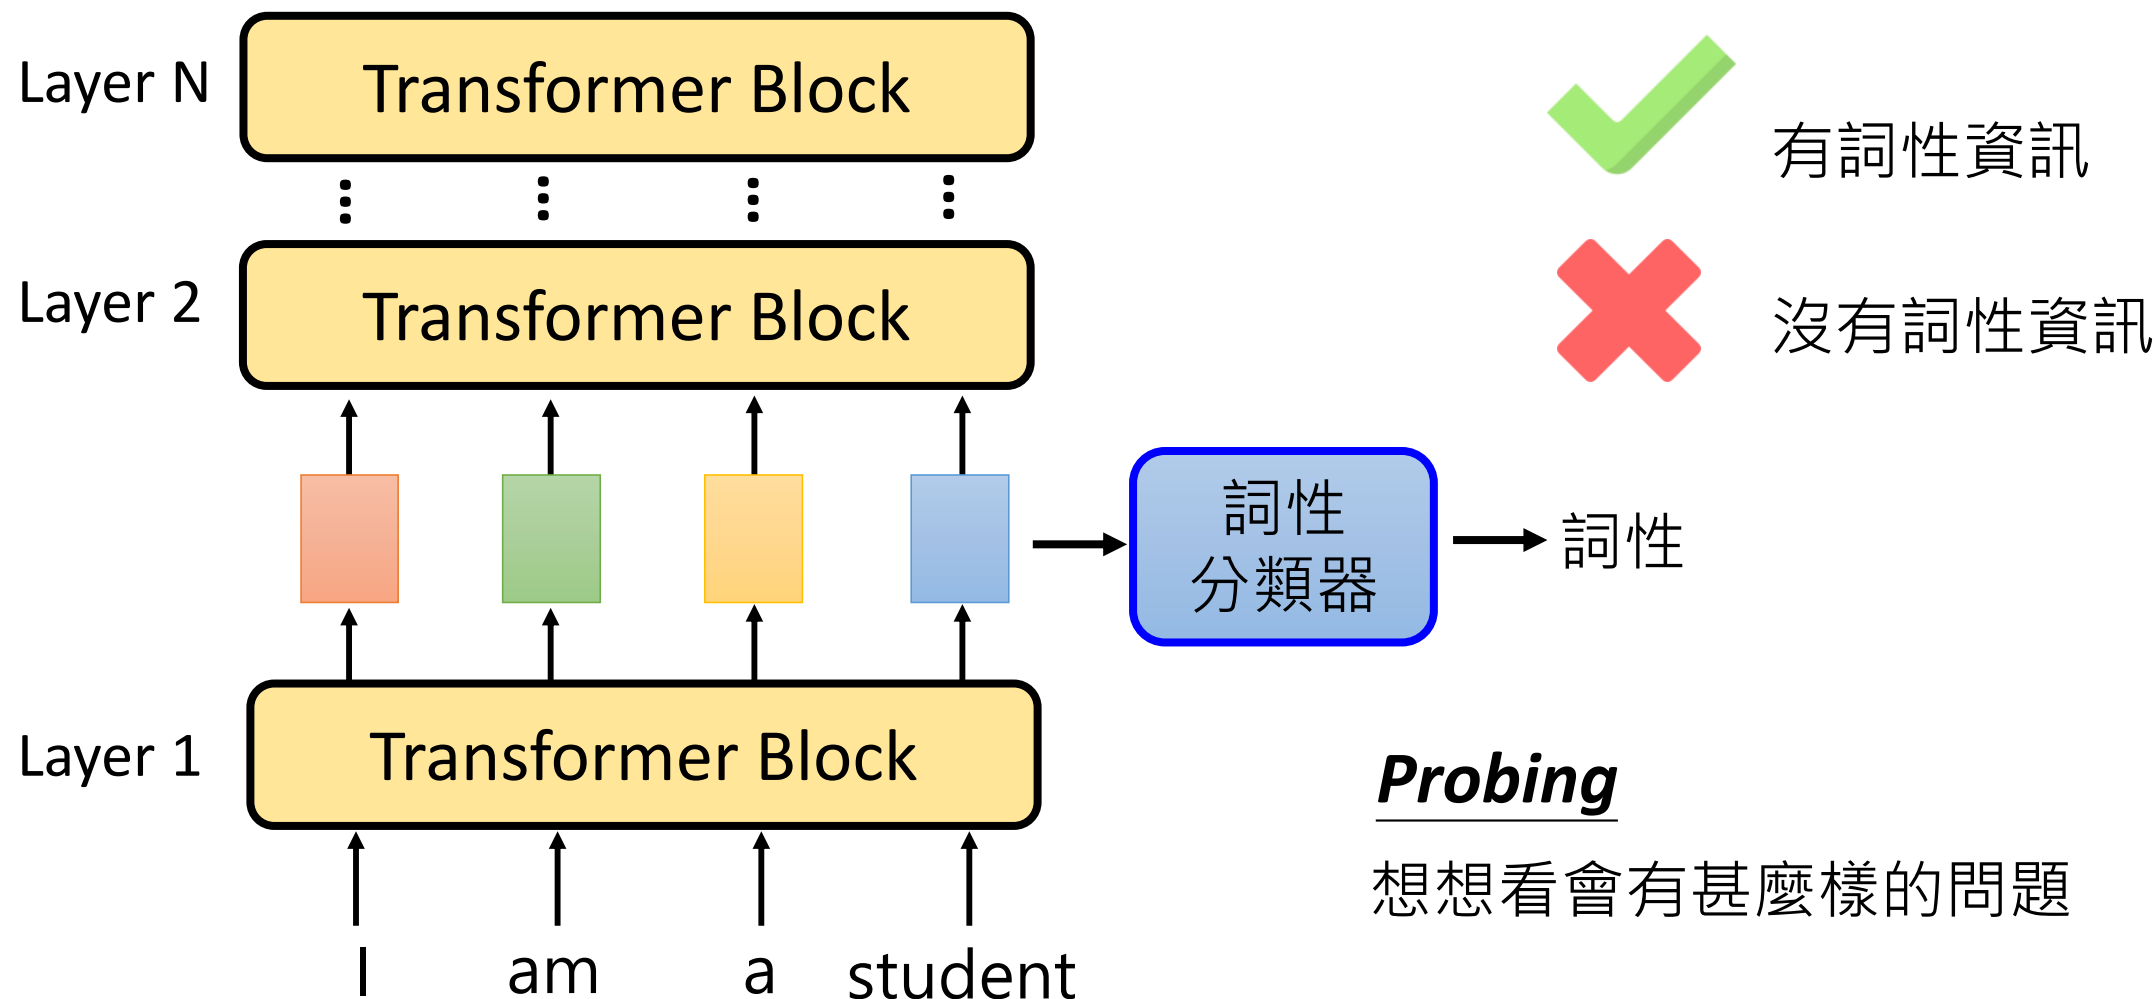 Layer N
Transformer Block
有詞性資訊
Layer 2
Transformer Block
沒有詞性資訊
詞性
分類器
詞性
Layer 1
Transformer Block
Probing
想想看會有甚麼樣的問題
I am a student